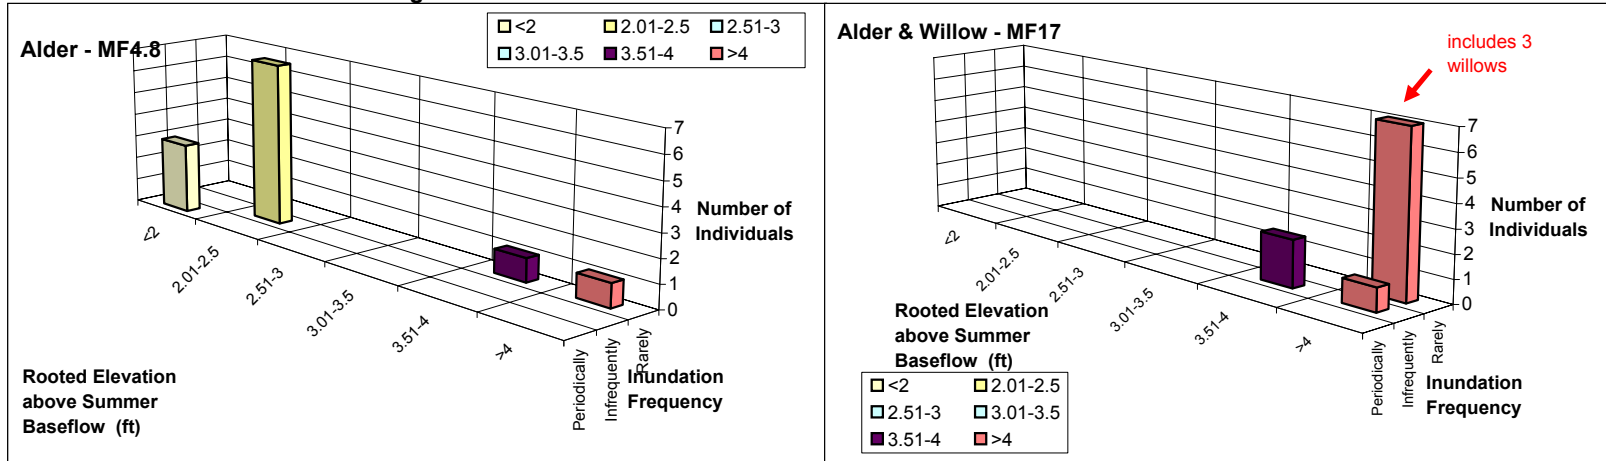 Alder - MF4.8
<2 2.01-2.5 2.51-3
3.01-3.5 3.51-4 >4
7
6
5
4
3
2
1
0
Number of
Individuals
<2
2.01-2.5
2.51-3
3.01-3.5
3.51-4
>4
Periodically
Infrequently
Rarely
Rooted Elevation
above Summer
Baseflow (ft)
Inundation
Frequency
Alder & Willow - MF17
includes 3
willows
7
6
5
4
3
2
1
0
Number of
Individuals
<2
2.01-2.5
2.51-3
3.01-3.5
3.51-4
>4
Periodically
Infrequently
Rarely
Rooted Elevation
above Summer
Baseflow (ft)
Inundation
Frequency
<2 2.01-2.5
2.51-3 3.01-3.5
3.51-4 >4